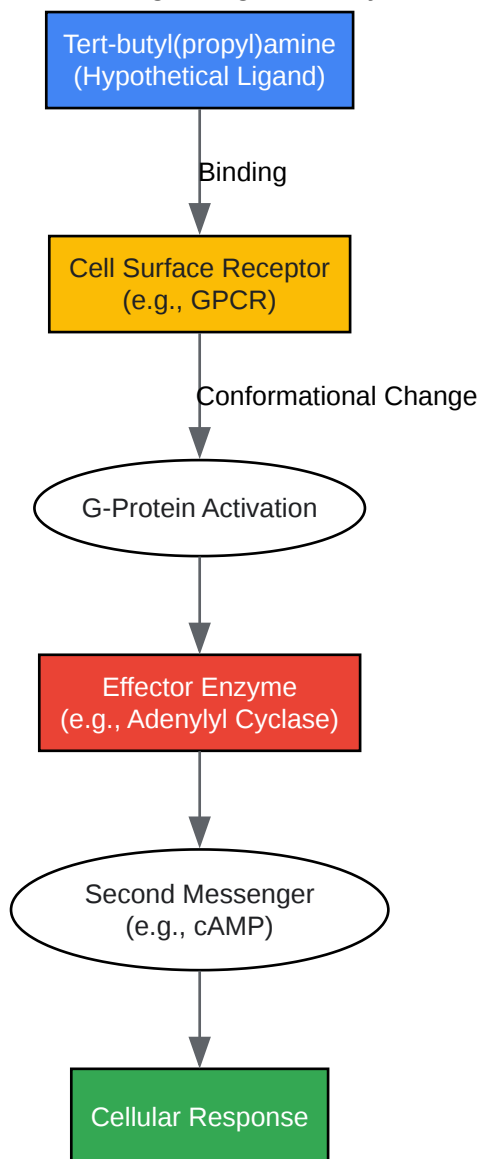 Tert-butyl(propyl)amine
(Hypothetical Ligand)
Binding
Cell Surface Receptor
(e.g., GPCR)
Conformational Change
G-Protein Activation
Effector Enzyme
(e.g., Adenylyl Cyclase)
Second Messenger
(e.g., cAMP)
Cellular Response